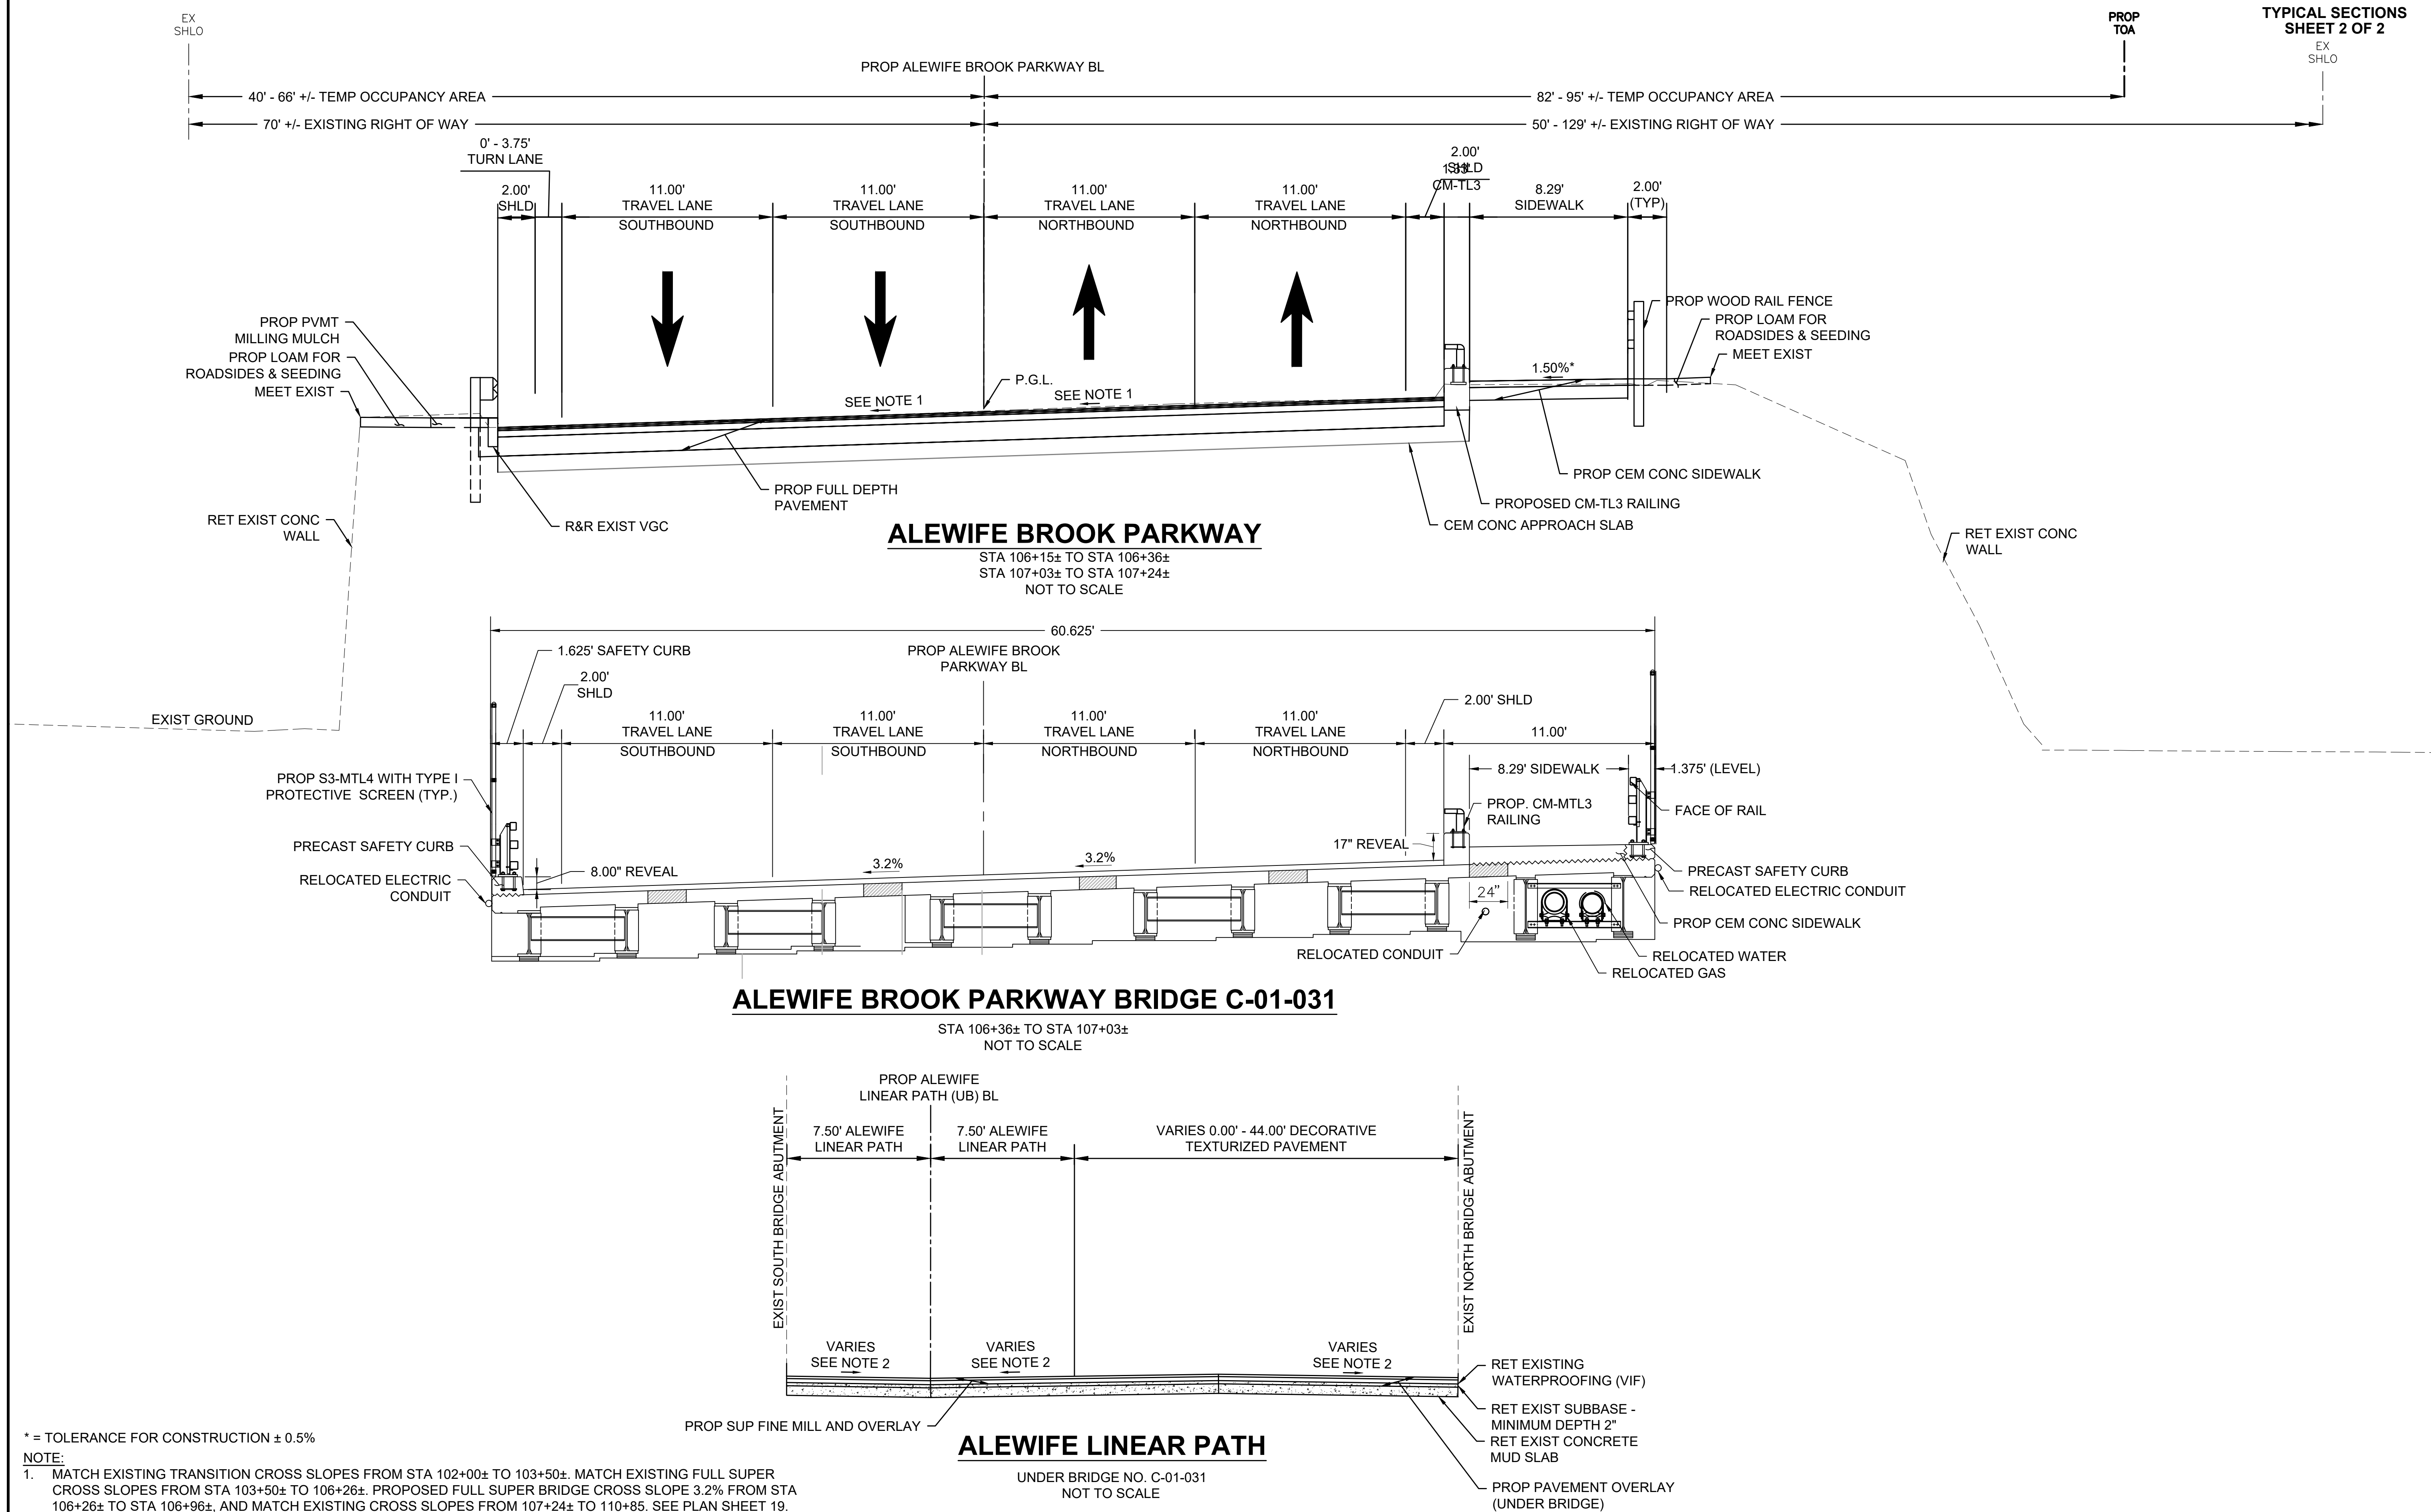 TYPICAL SECTIONS
SHEET 2 OF 2
EX
SHLO
PROP
TOA
EX
SHLO
PROP ALEWIFE BROOK PARKWAY BL
40' - 66' +/- TEMP OCCUPANCY AREA
82' - 95' +/- TEMP OCCUPANCY AREA
70' +/- EXISTING RIGHT OF WAY
50' - 129' +/- EXISTING RIGHT OF WAY
0' - 3.75'
TURN LANE
2.00'
SHLD
11.00'
TRAVEL LANE
SOUTHBOUND
11.00'
TRAVEL LANE
SOUTHBOUND
11.00'
TRAVEL LANE
NORTHBOUND
11.00'
TRAVEL LANE
NORTHBOUND
2.00'
SHLD
CM-TL3
8.29'
SIDEWALK
2.00'
(TYP)
PROP PVMT
MILLING MULCH
PROP LOAM FOR
ROADSIDES & SEEDING
MEET EXIST
P.G.L.
SEE NOTE 1
SEE NOTE 1
1.50%*
PROP WOOD RAIL FENCE
PROP LOAM FOR
ROADSIDES & SEEDING
MEET EXIST
RET EXIST CONC
WALL
R&R EXIST VGC
PROP FULL DEPTH
PAVEMENT
PROP CEM CONC SIDEWALK
PROPOSED CM-TL3 RAILING
CEM CONC APPROACH SLAB
RET EXIST CONC
WALL
ALEWIFE BROOK PARKWAY
STA 106+15± TO STA 106+36±
STA 107+03± TO STA 107+24±
NOT TO SCALE
60.625'
1.625' SAFETY CURB
2.00'
SHLD
PROP ALEWIFE BROOK
PARKWAY BL
EXIST GROUND
11.00'
TRAVEL LANE
SOUTHBOUND
11.00'
TRAVEL LANE
SOUTHBOUND
11.00'
TRAVEL LANE
NORTHBOUND
11.00'
TRAVEL LANE
NORTHBOUND
2.00' SHLD
11.00'
8.29' SIDEWALK
1.375' (LEVEL)
PROP S3-MTL4 WITH TYPE I
PROTECTIVE SCREEN (TYP.)
PRECAST SAFETY CURB
RELOCATED ELECTRIC
CONDUIT
8.00" REVEAL
3.2%
3.2%
17" REVEAL
PROP. CM-MTL3
RAILING
FACE OF RAIL
PRECAST SAFETY CURB
RELOCATED ELECTRIC CONDUIT
24"
PROP CEM CONC SIDEWALK
RELOCATED CONDUIT
RELOCATED WATER
RELOCATED GAS
ALEWIFE BROOK PARKWAY BRIDGE C-01-031
STA 106+36± TO STA 107+03±
NOT TO SCALE
PROP ALEWIFE
LINEAR PATH (UB) BL
EXIST SOUTH BRIDGE ABUTMENT
7.50' ALEWIFE
LINEAR PATH
7.50' ALEWIFE
LINEAR PATH
VARIES 0.00' - 44.00' DECORATIVE
TEXTURIZED PAVEMENT
EXIST NORTH BRIDGE ABUTMENT
VARIES
SEE NOTE 2
VARIES
SEE NOTE 2
VARIES
SEE NOTE 2
RET EXISTING
WATERPROOFING (VIF)
RET EXIST SUBBASE -
MINIMUM DEPTH 2"
RET EXIST CONCRETE
MUD SLAB
PROP PAVEMENT OVERLAY
(UNDER BRIDGE)
PROP SUP FINE MILL AND OVERLAY
ALEWIFE LINEAR PATH
UNDER BRIDGE NO. C-01-031
NOT TO SCALE
* = TOLERANCE FOR CONSTRUCTION ± 0.5%
NOTE:
1. MATCH EXISTING TRANSITION CROSS SLOPES FROM STA 102+00± TO 103+50±. MATCH EXISTING FULL SUPER
CROSS SLOPES FROM STA 103+50± TO 106+26±. PROPOSED FULL SUPER BRIDGE CROSS SLOPE 3.2% FROM STA
106+26± TO STA 106+96±, AND MATCH EXISTING CROSS SLOPES FROM 107+24± TO 110+85. SEE PLAN SHEET 19.